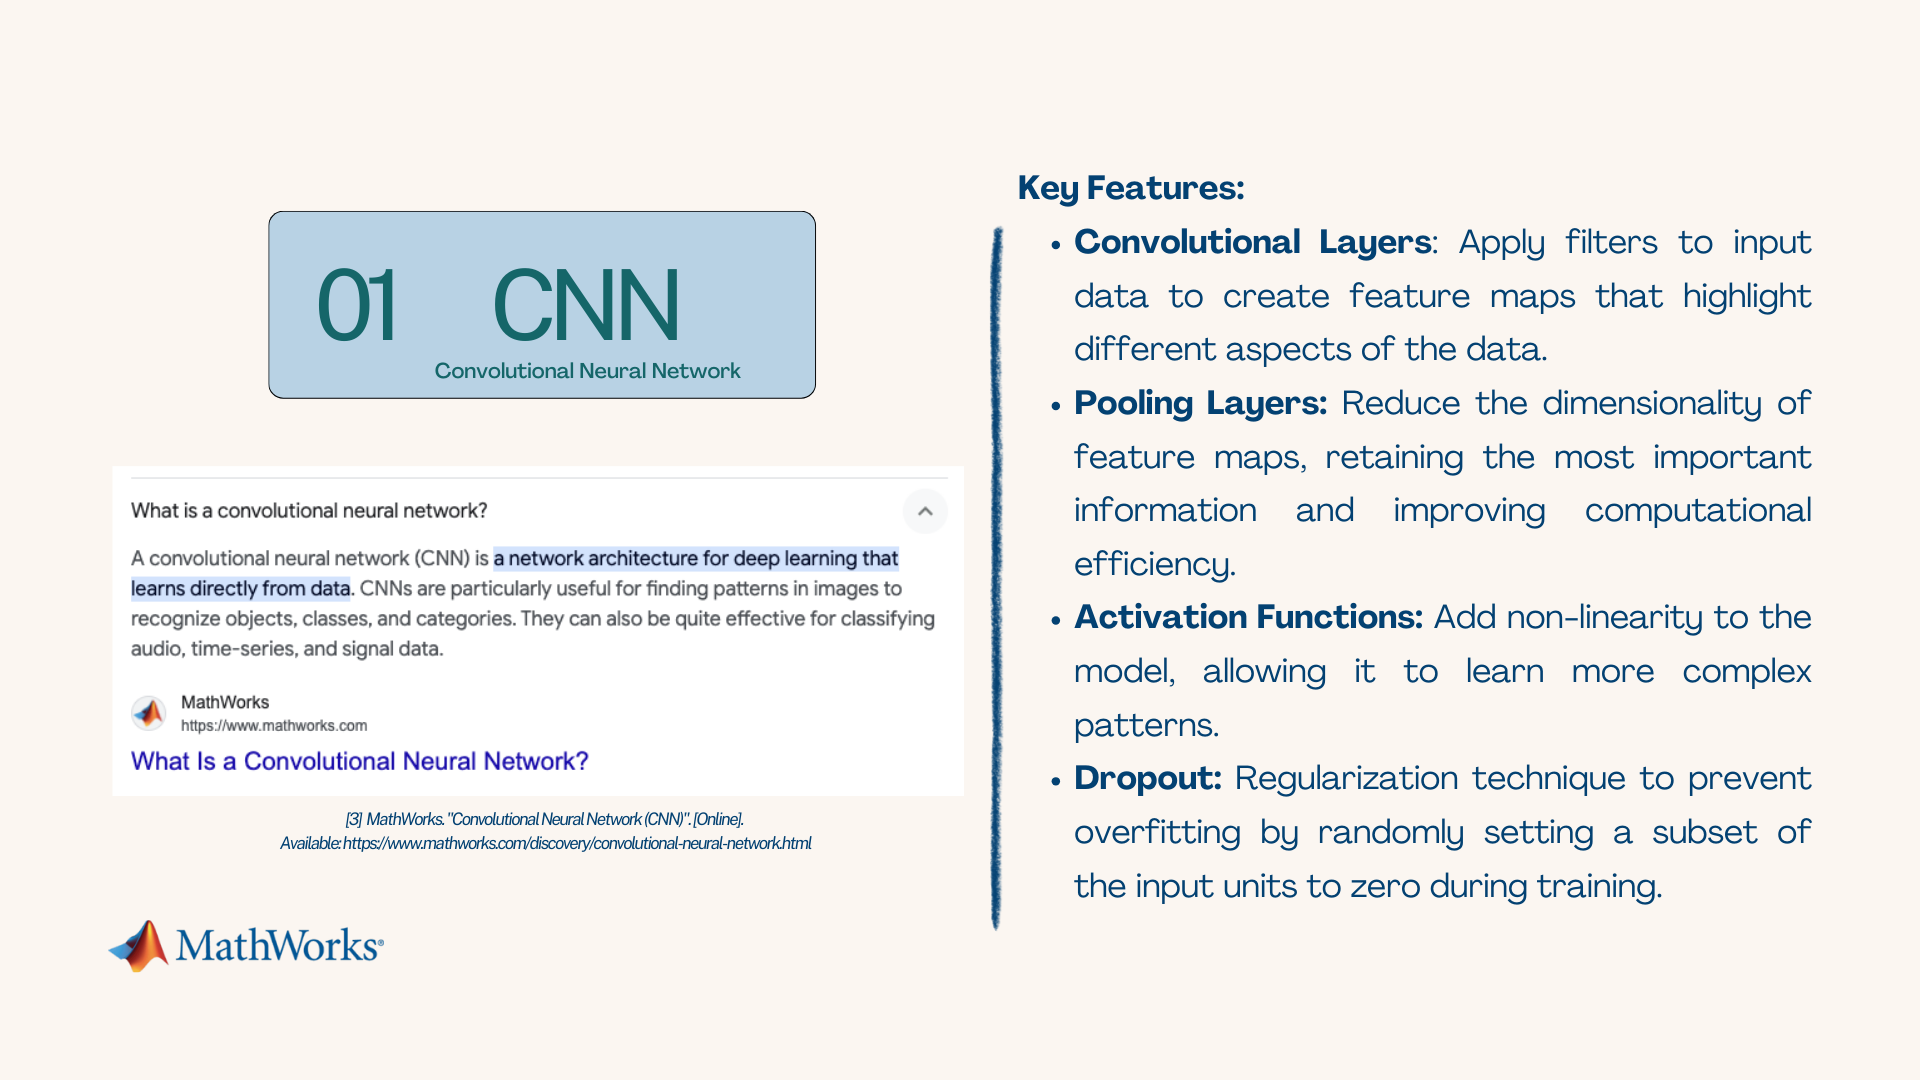 01 CNN
Convolutional Neural Network
What is a convolutional neural network?
A convolutional neural network (CNN) is a network architecture for deep learning that
learns directly from data. CNNs are particularly useful for finding patterns in images to
recognize objects, classes, and categories. They can also be quite effective for classifying
audio, time-series, and signal data.
MathWorks
https://www.mathworks.com
What Is a Convolutional Neural Network?
[3] MathWorks. "Convolutional Neural Network (CNN)". [Online].
Available: https://www.mathworks.com/discovery/convolutional-neural-network.html
MathWorks®
Key Features:
• Convolutional Layers: Apply filters to input
data to create feature maps that highlight
different aspects of the data.
• Pooling Layers: Reduce the dimensionality of
feature maps, retaining the most important
information and improving computational
efficiency.
• Activation Functions: Add non-linearity to the
model, allowing it to learn more complex
patterns.
• Dropout: Regularization technique to prevent
overfitting by randomly setting a subset of
the input units to zero during training.